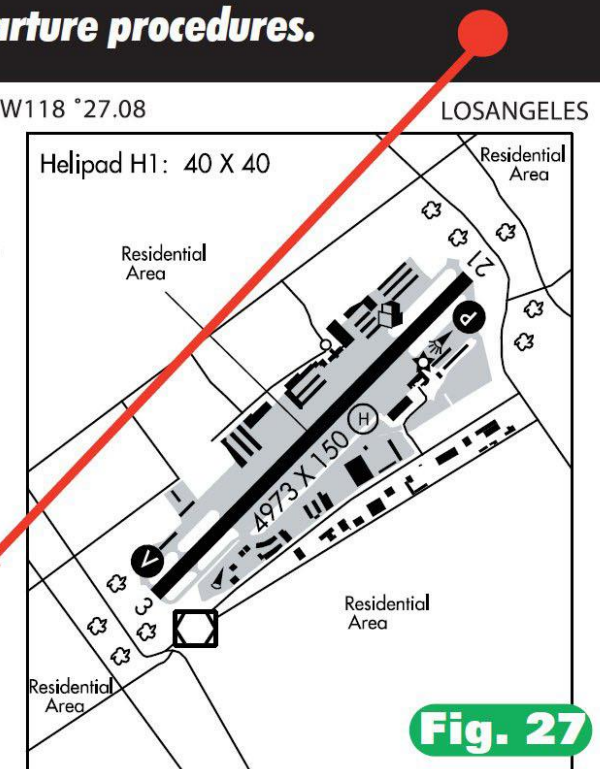 arture procedures.
W118 °27.08
LOSANGELES
Helipad H1: 40 X 40
Residential
Area
Residential
Area
21
P
H
4973 X 150
V
3
Residential
Area
Residential
Area
Fig. 27